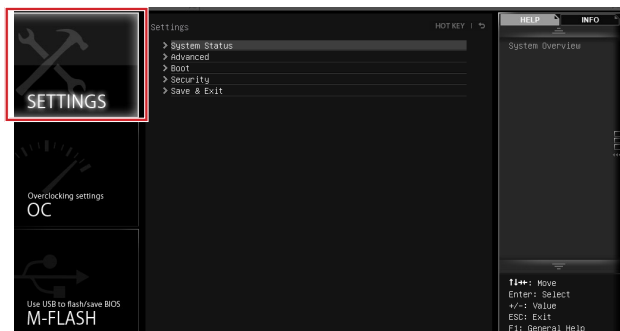 SETTINGS
Overclocking settings
OC
Use USB to flash/save BIOS
M-FLASH
Settings
HOT KEY |
> System Status
> Advanced
> Boot
> Security
> Save & Exit
HELP
INFO
System Overview
↑↓→←: Move
Enter: Select
+/-: Value
ESC: Exit
F1: General Help